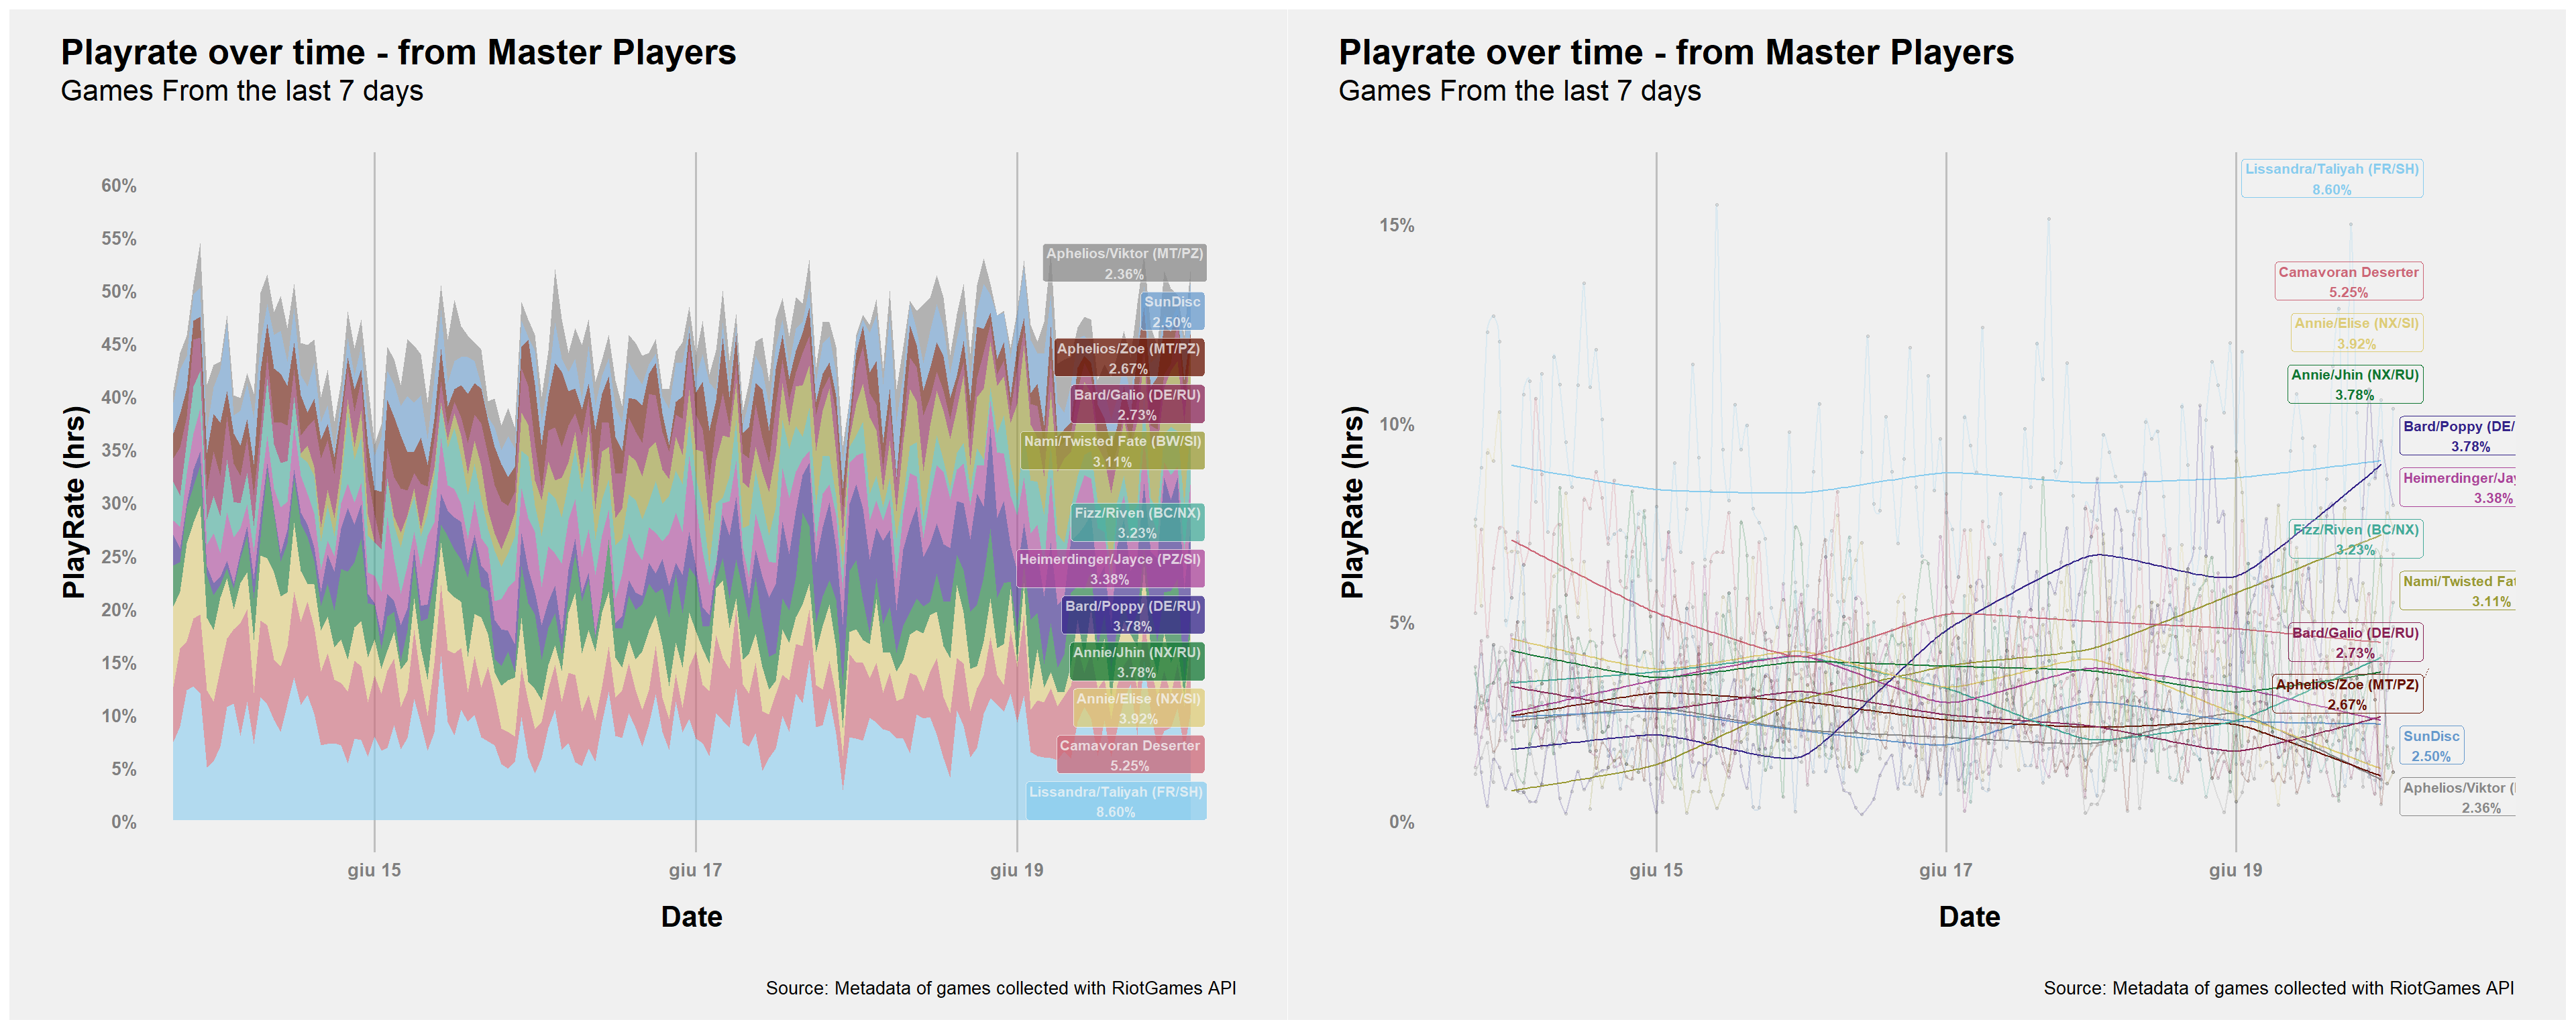 Playrate over time - from Master Players
Games From the last 7 days
PlayRate (hrs)
60%
55%
50%
45%
40%
35%
30%
25%
20%
15%
10%
5%
0%
Aphelios/Viktor (MT/PZ)
2.36%
SunDisc
2.50%
Aphelios/Zoe (MT/PZ)
2.67%
Bard/Galio (DE/RU)
2.73%
Nami/Twisted Fate (BW/SI)
3.11%
Fizz/Riven (BC/NX)
3.23%
Heimerdinger/Jayce (PZ/SI)
3.38%
Bard/Poppy (DE/RU)
3.78%
Annie/Jhin (NX/RU)
3.78%
Annie/Elise (NX/SI)
3.92%
Camavoran Deserter
5.25%
Lissandra/Taliyah (FR/SH)
8.60%
giu 15
giu 17
giu 19
Date
Source: Metadata of games collected with RiotGames API
Playrate over time - from Master Players
Games From the last 7 days
PlayRate (hrs)
15%
10%
5%
0%
Lissandra/Taliyah (FR/SH)
8.60%
Camavoran Deserter
5.25%
Annie/Elise (NX/SI)
3.92%
Annie/Jhin (NX/RU)
3.78%
Bard/Poppy (DE/
3.78%
Heimerdinger/Jay
3.38%
Fizz/Riven (BC/NX)
3.23%
Nami/Twisted Fat
3.11%
Bard/Galio (DE/RU)
2.73%
Aphelios/Zoe (MT/PZ)
2.67%
SunDisc
2.50%
Aphelios/Viktor (
2.36%
giu 15
giu 17
giu 19
Date
Source: Metadata of games collected with RiotGames API